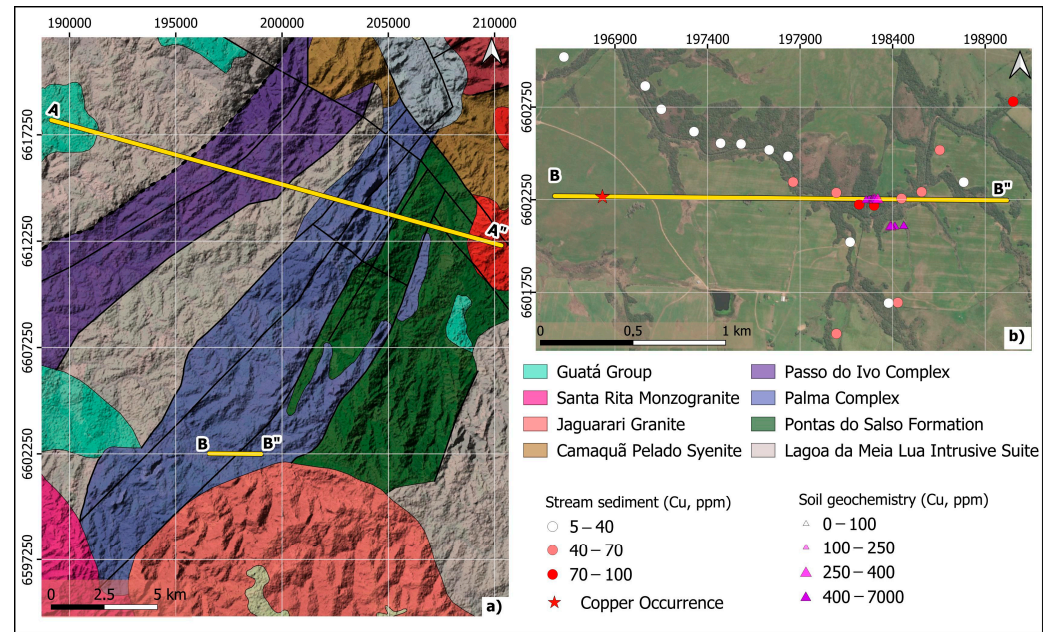 190000 195000 200000 205000 210000
6617250
6612250
6607250
6602250
6597250
A
A"
B
B"
0 2.5 5 km
a)
196900 197400 197900 198400 198900
6602750
6602250
6601750
B
B"
0 0,5 1 km
b)
Guatá Group
Santa Rita Monzogranite
Jaguarari Granite
Camaquã Pelado Syenite
Passo do Ivo Complex
Palma Complex
Pontas do Salso Formation
Lagoa da Meia Lua Intrusive Suite
Stream sediment (Cu, ppm)
5 – 40
40 – 70
70 – 100
Copper Occurrence
Soil geochemistry (Cu, ppm)
0 – 100
100 – 250
250 – 400
400 – 7000